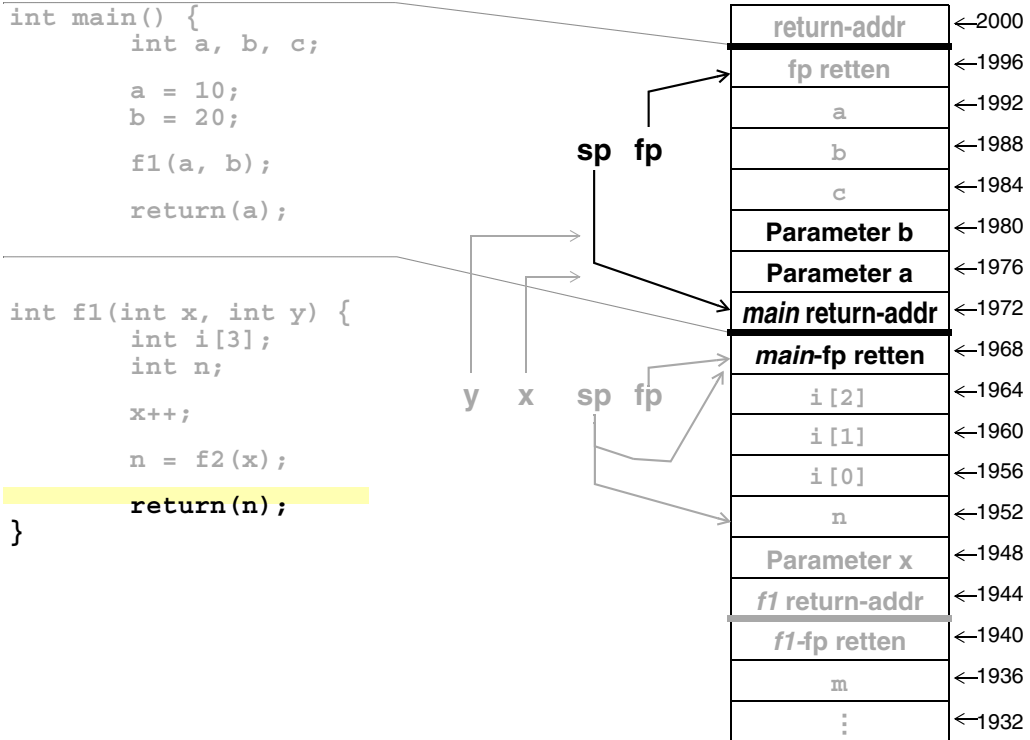 int main() {
int a, b, c;
a = 10;
b = 20;
f1(a, b);
return(a);
int f1(int x, int y) {
int i[3];
int n;
x++;
n = f2(x);
return(n);
}
sp fp
y x sp fp
return-addr 2000
fp retten 1996
a 1992
b 1988
c 1984
Parameter b 1980
Parameter a 1976
main return-addr 1972
main-fp retten 1968
i[2] 1964
i[1] 1960
i[0] 1956
n 1952
Parameter x 1948
f1 return-addr 1944
f1-fp retten 1940
m 1936
⋮ 1932